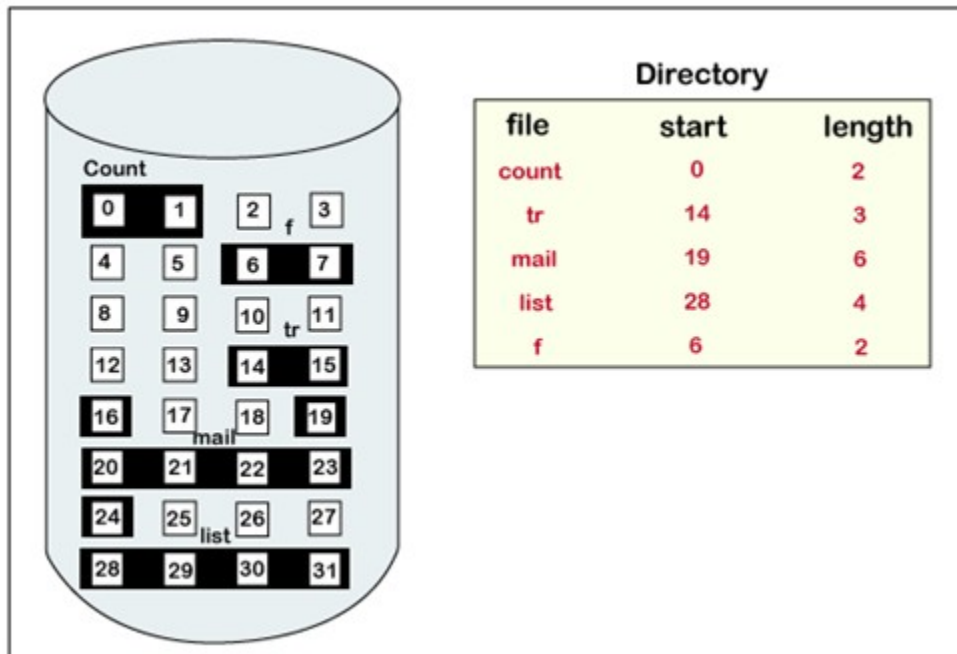 Directory
file start length
count 0 2
tr 14 3
mail 19 6
list 28 4
f 6 2
Count
0 1 2 3
f
4 5 6 7
8 9 10 11
tr
12 13 14 15
16 17 18 19
mail
20 21 22 23
24 25 26 27
list
28 29 30 31